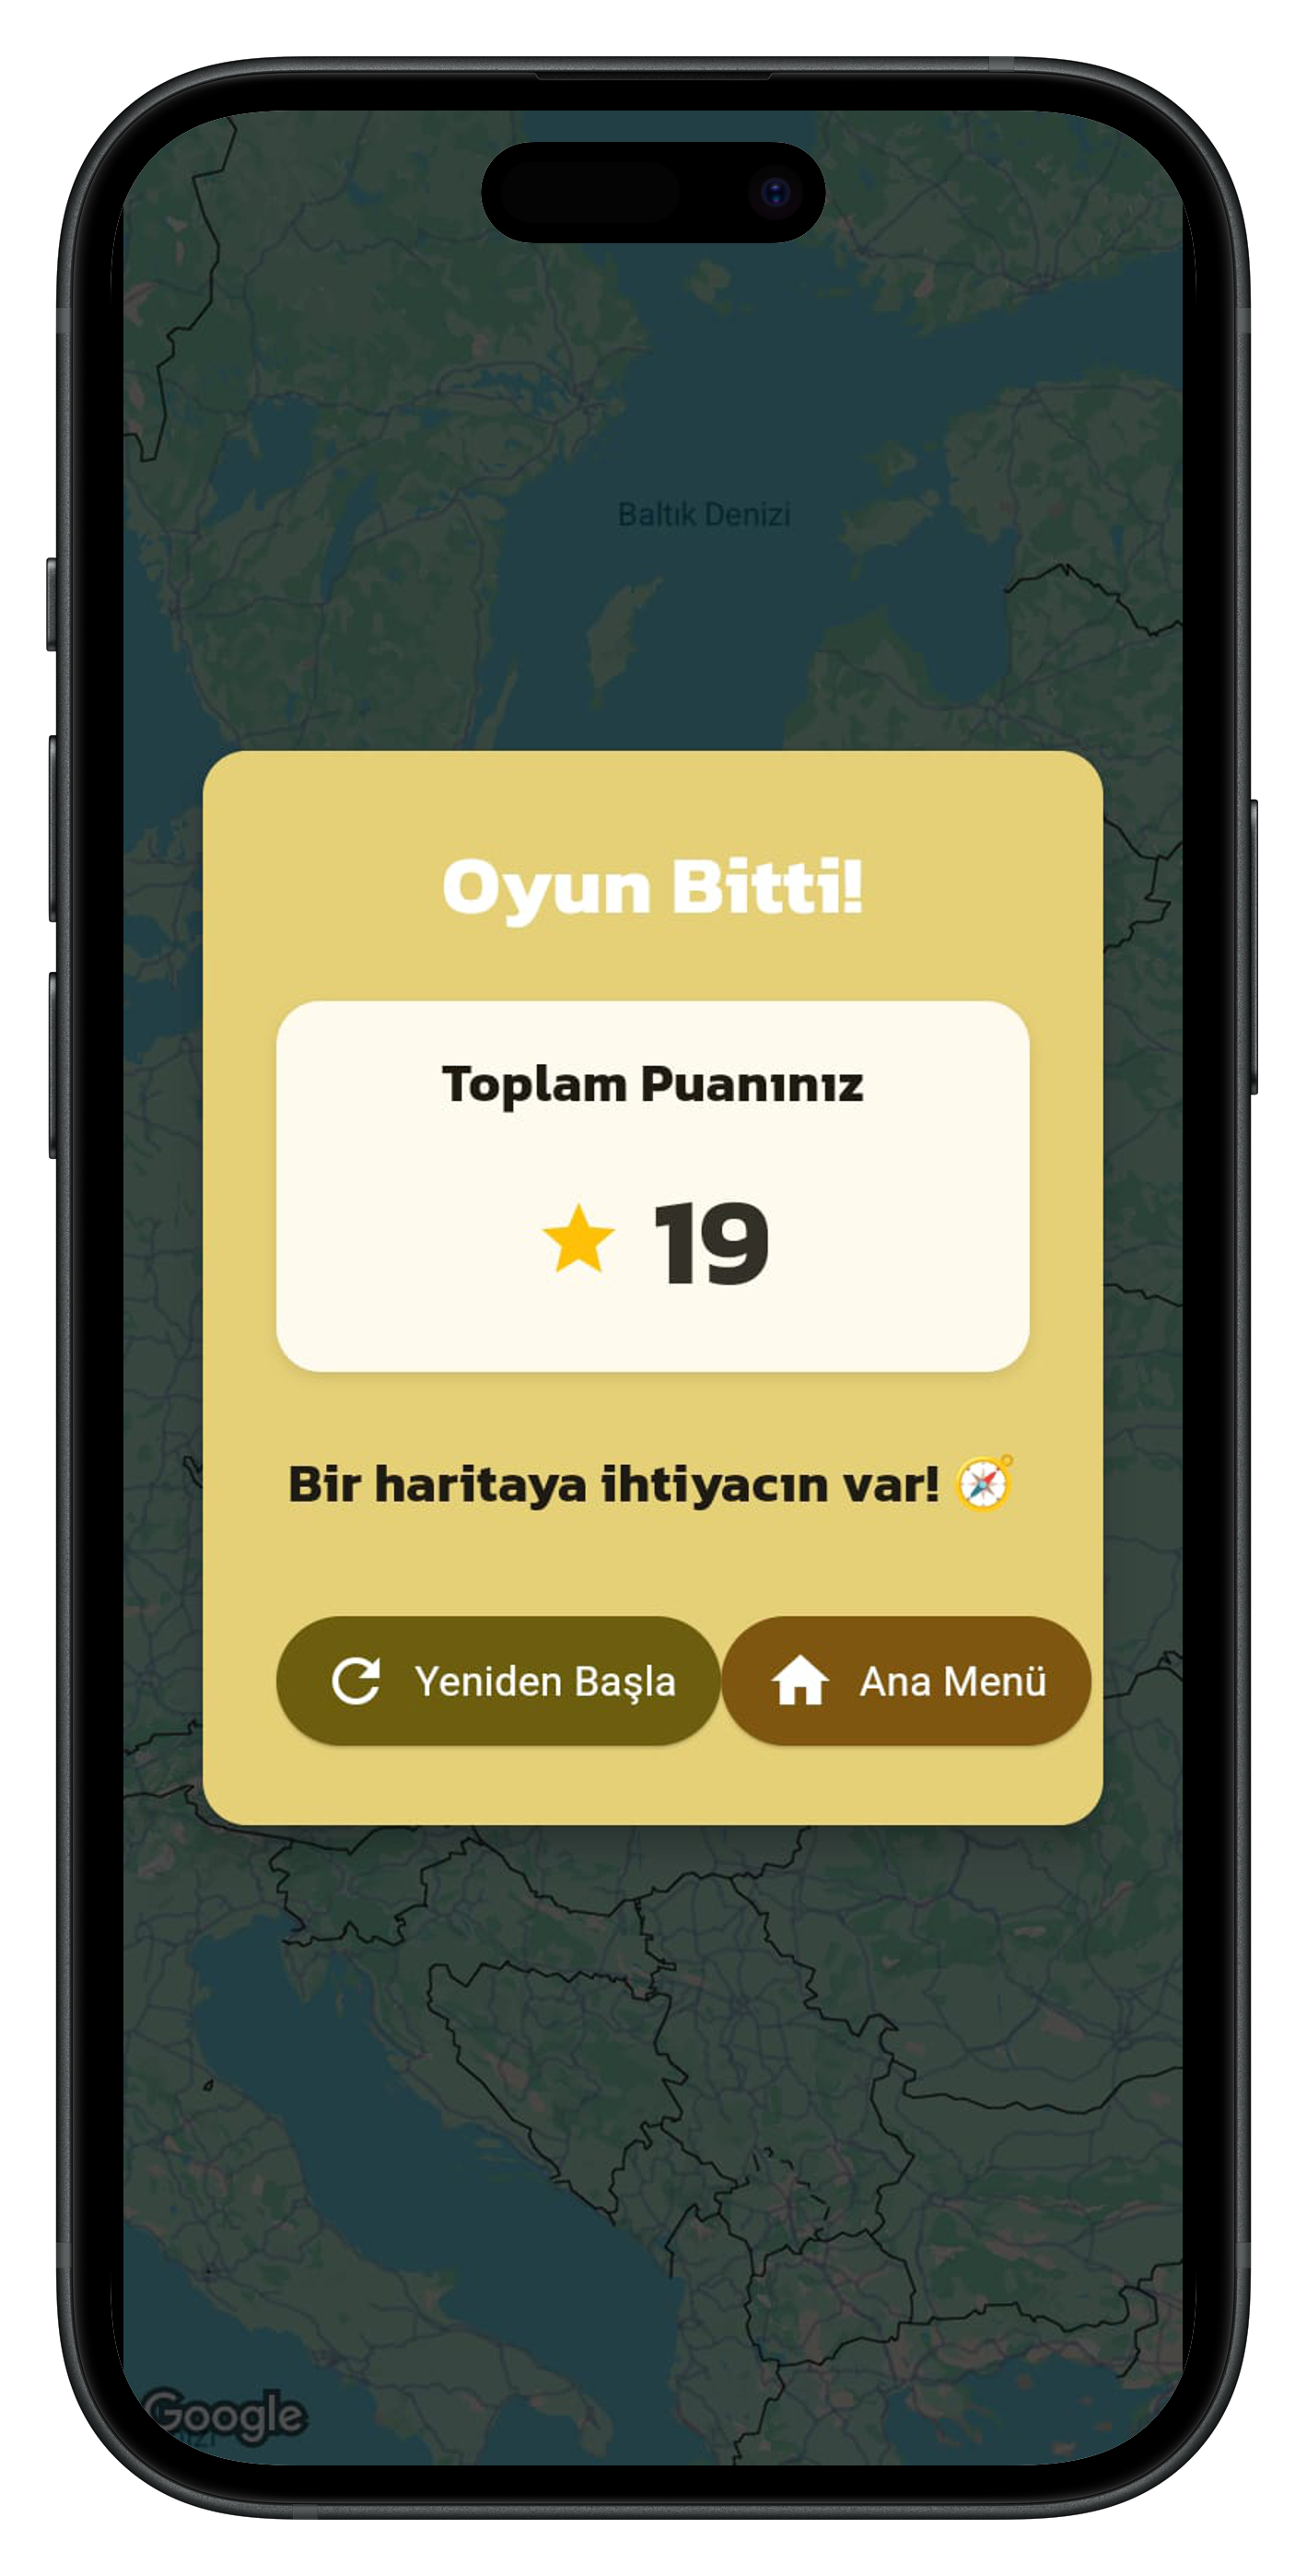 Baltık Denizi
Oyun Bitti!
Toplam Puanınız
19
Bir haritaya ihtiyacın var!
Yeniden Başla
Ana Menü
Google